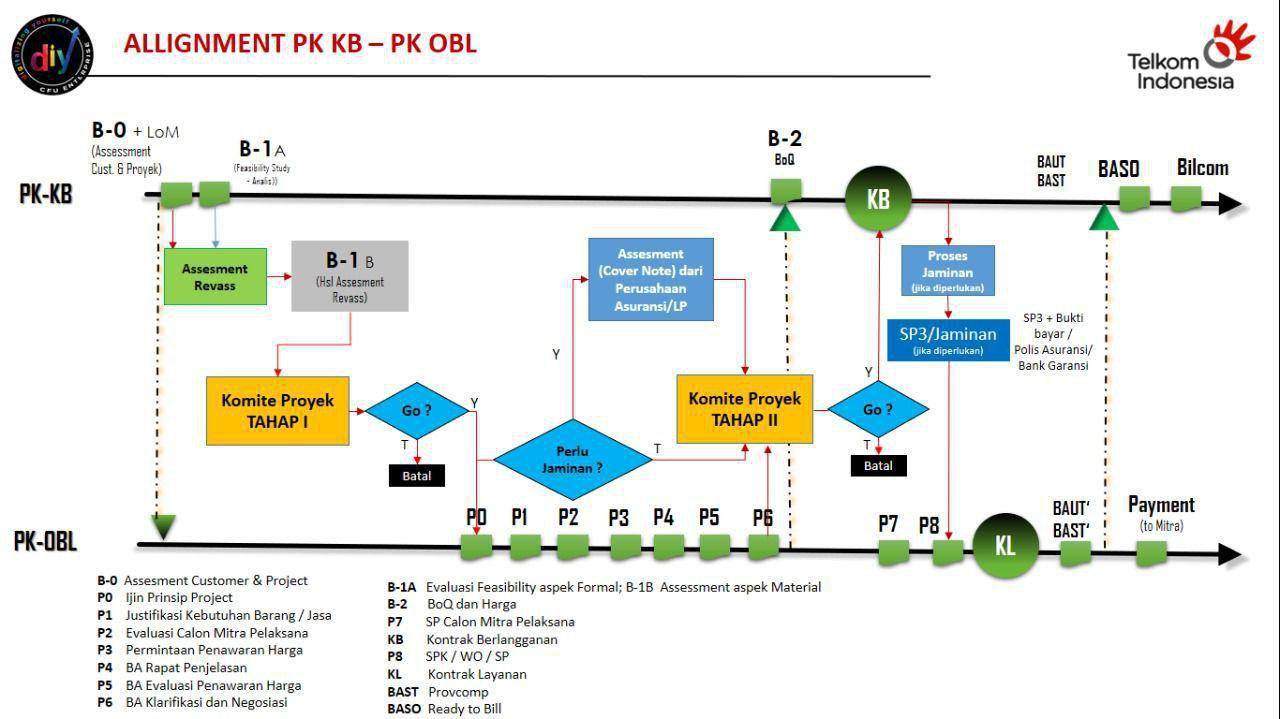 ALLIGNMENT PK KB – PK OBL
digitalizing yourself
diy
CFU ENTERPRISE
Telkom
Indonesia
B-0 + LoM
(Assessment
Cust. & Proyek)
B-1 A
(Feasibility Study
- Analis))
B-2
BoQ
BAUT
BAST
BASO
Bilcom
PK-KB
KB
Assesment
Revass
B-1 B
(Hsl Assesment
Revass)
Assesment
(Cover Note) dari
Perusahaan
Asuransi/LP
Proses
Jaminan
(jika diperlukan)
SP3/Jaminan
(jika diperlukan)
SP3 + Bukti
bayar /
Polis Asuransi/
Bank Garansi
Komite Proyek
TAHAP I
Go ?
Y
T
Batal
Y
Perlu
Jaminan ?
T
Komite Proyek
TAHAP II
Go ?
Y
T
Batal
PK-OBL
P0
P1
P2
P3
P4
P5
P6
P7
P8
KL
BAUT'
BAST'
Payment
(to Mitra)
B-0 Assesment Customer & Project
P0 Ijin Prinsip Project
P1 Justifikasi Kebutuhan Barang / Jasa
P2 Evaluasi Calon Mitra Pelaksana
P3 Permintaan Penawaran Harga
P4 BA Rapat Penjelasan
P5 BA Evaluasi Penawaran Harga
P6 BA Klarifikasi dan Negosiasi
B-1A Evaluasi Feasibility aspek Formal; B-1B Assessment aspek Material
B-2 BoQ dan Harga
P7 SP Calon Mitra Pelaksana
KB Kontrak Berlangganan
P8 SPK / WO / SP
KL Kontrak Layanan
BAST Provcomp
BASO Ready to Bill